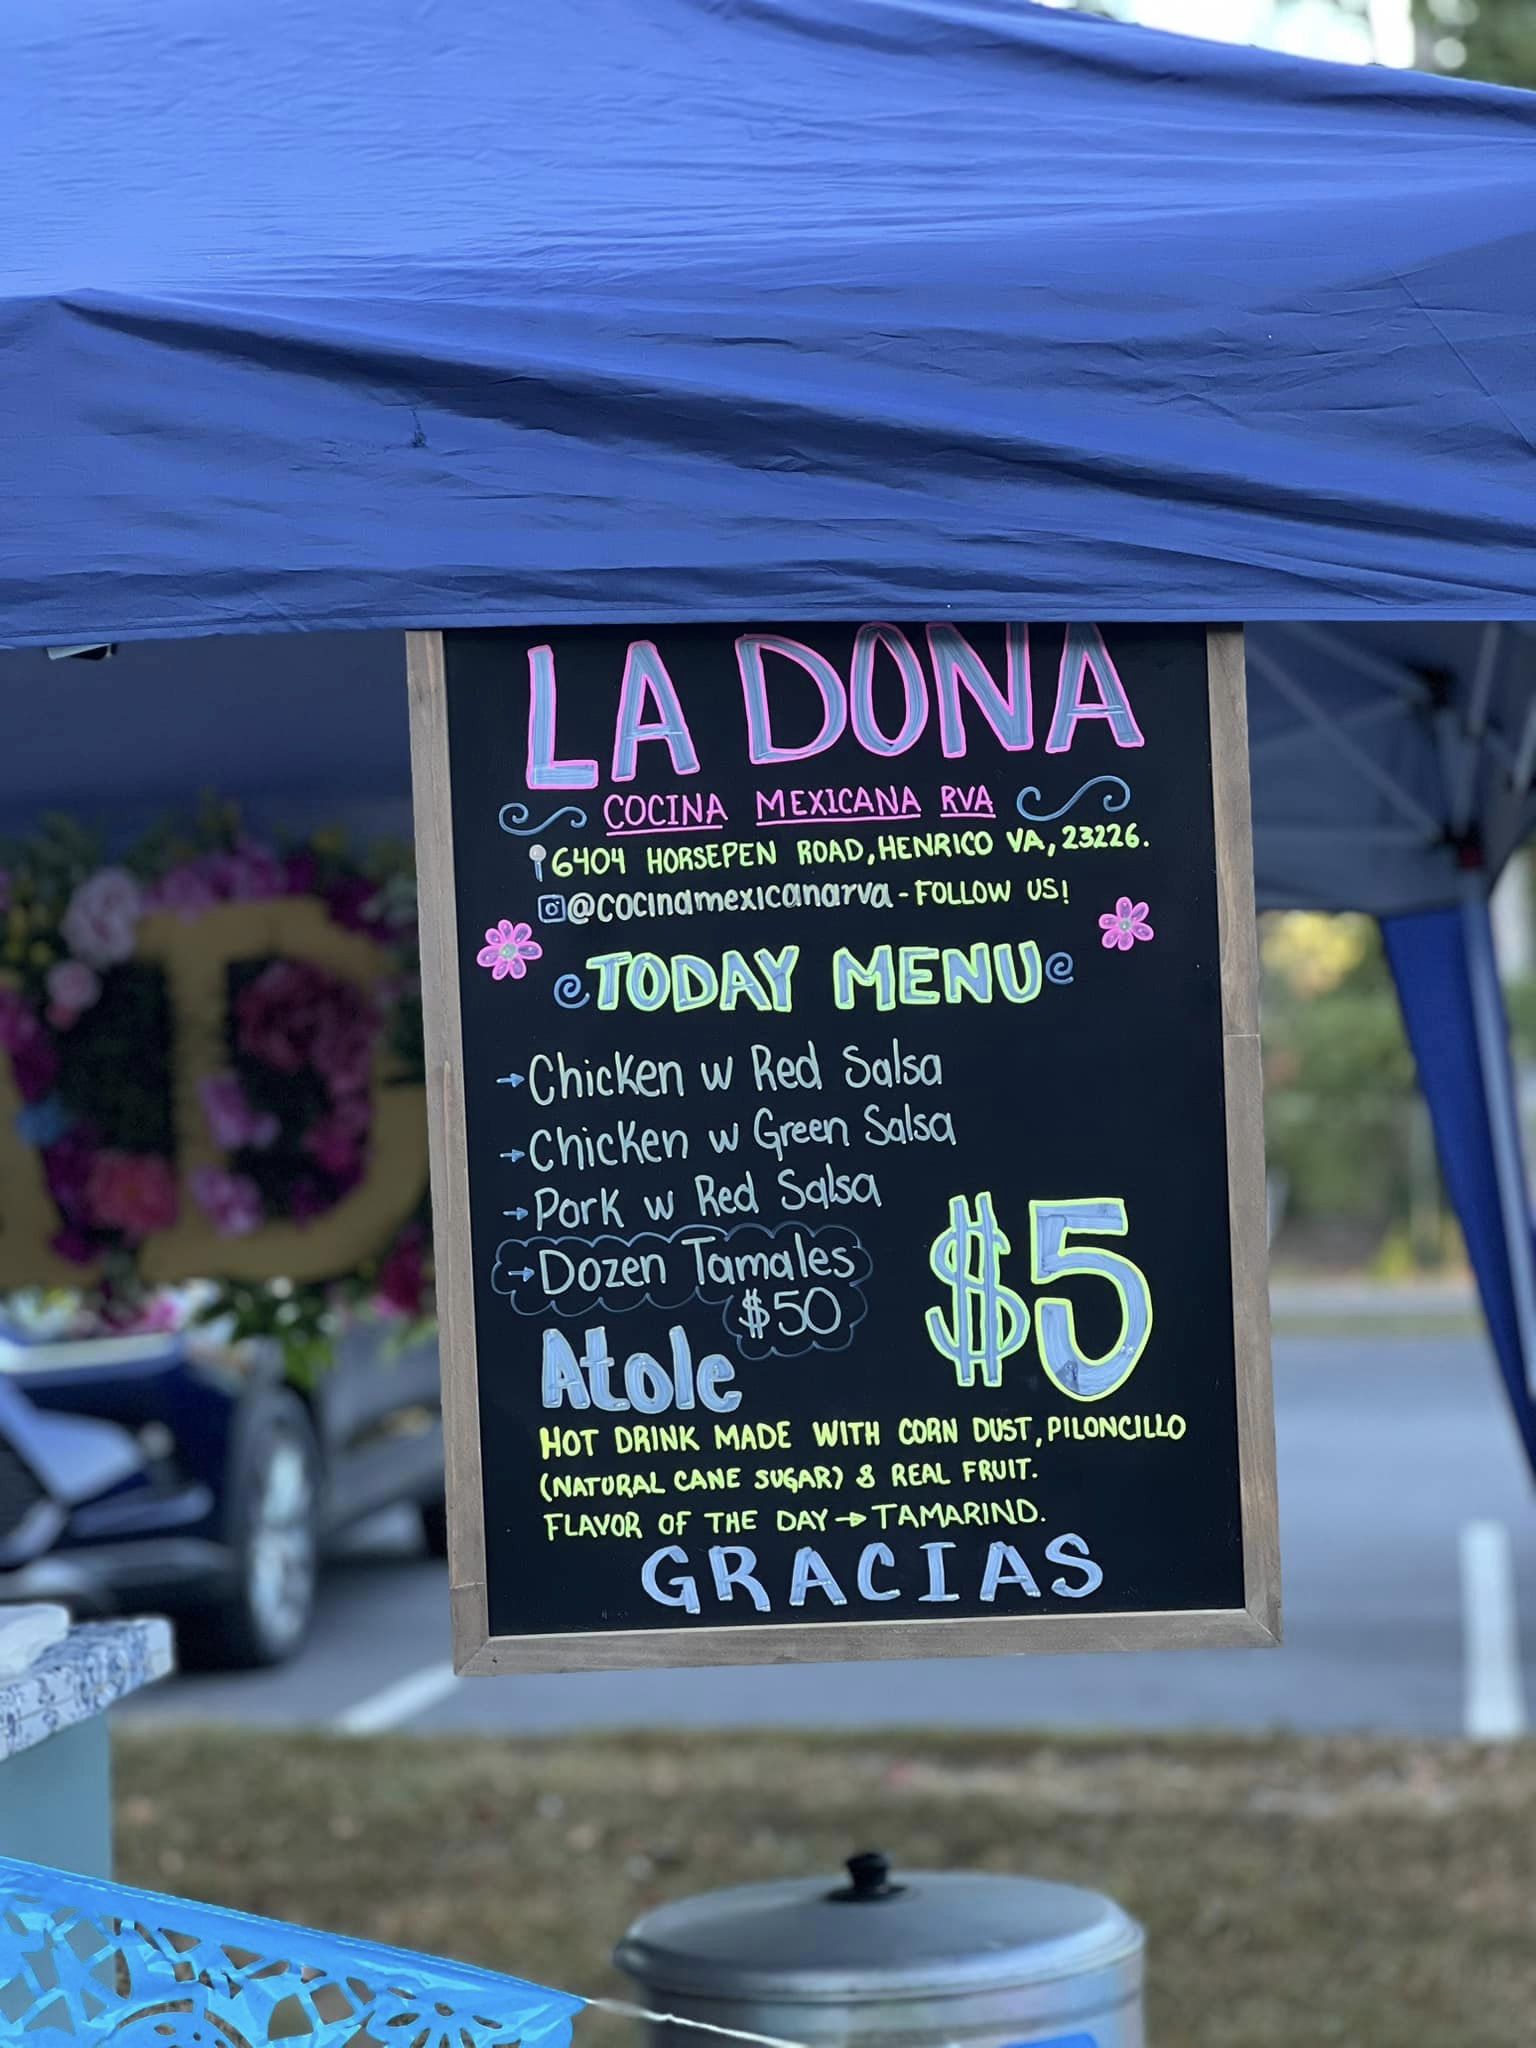 LA DONA
COCINA MEXICANA RVA
6404 HORSEPEN ROAD, HENRICO VA, 23226.
@cocinamexicanarva - FOLLOW US!
TODAY MENU
→ Chicken w Red Salsa
→ Chicken w Green Salsa
→ Pork w Red Salsa
→ Dozen Tamales
$50
$5
Atole
HOT DRINK MADE WITH CORN DUST, PILONCILLO
(NATURAL CANE SUGAR) & REAL FRUIT.
FLAVOR OF THE DAY → TAMARIND.
GRACIAS